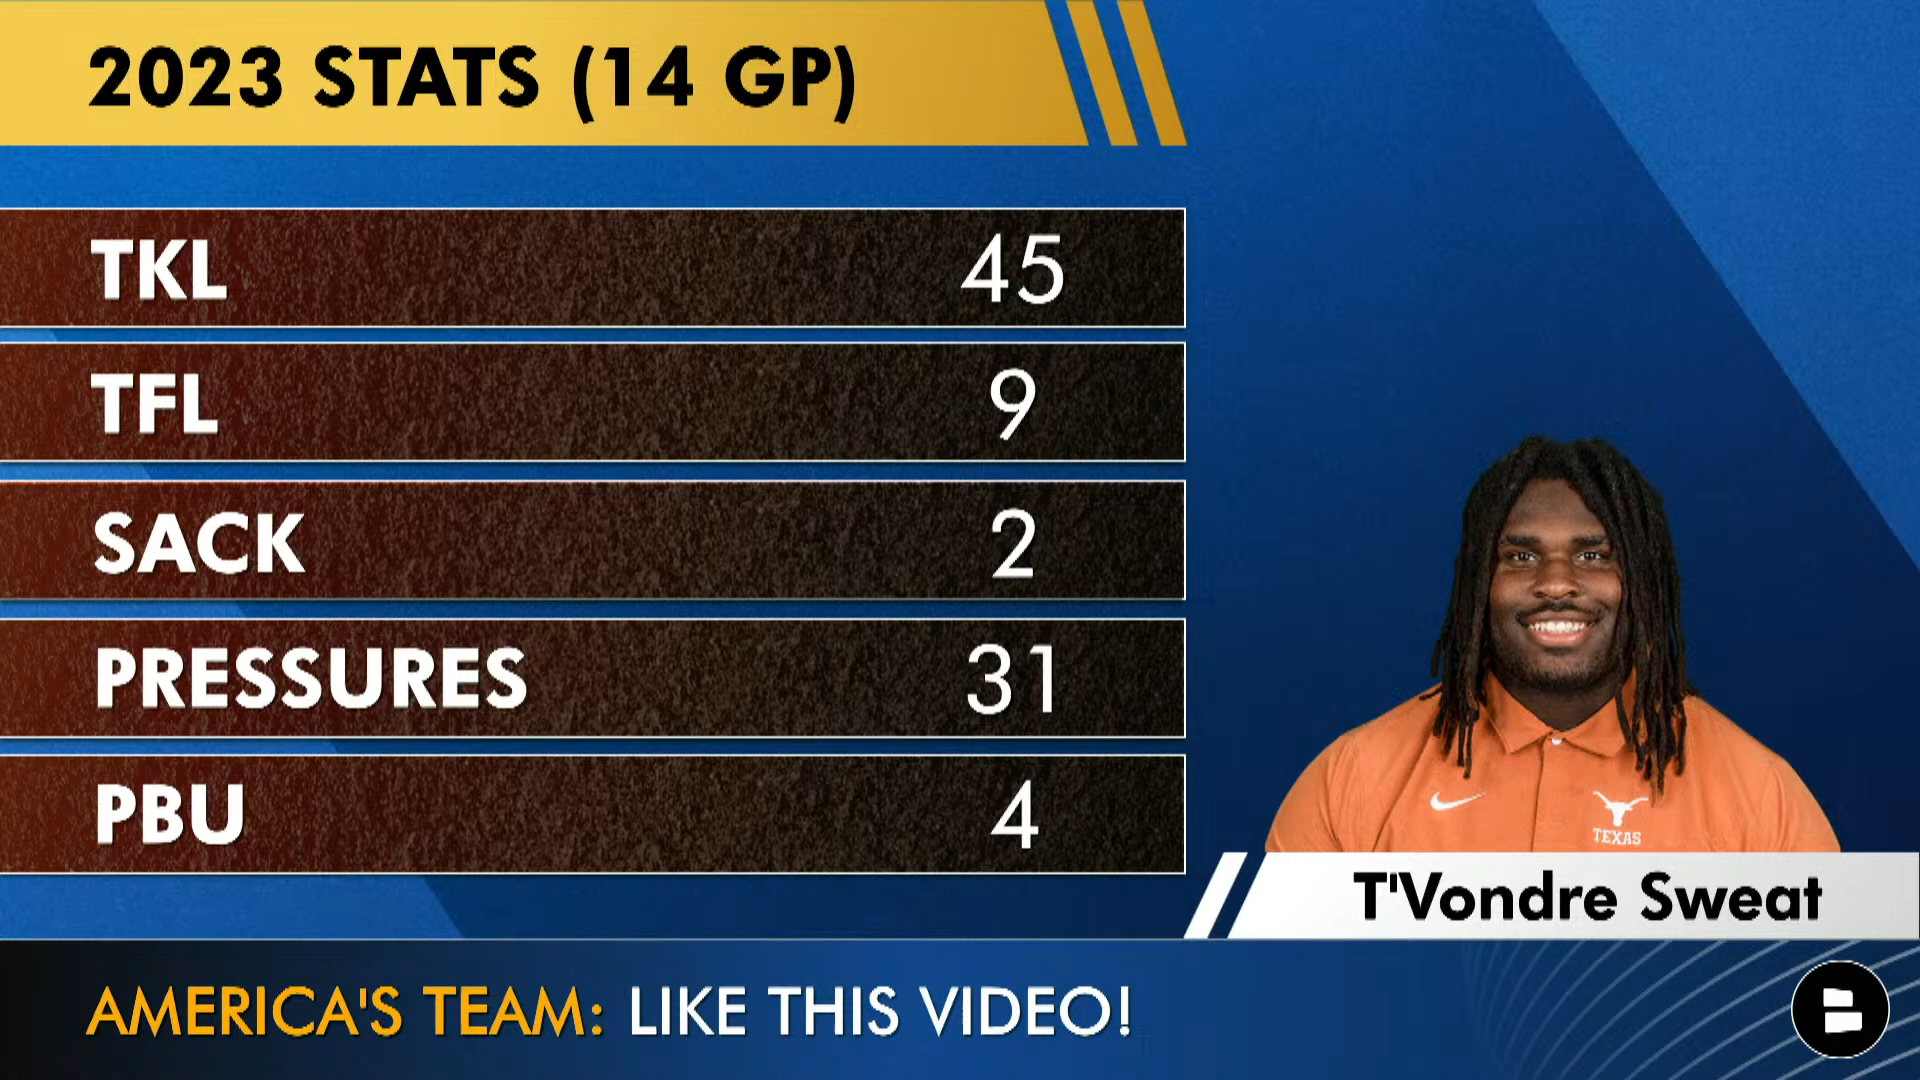 2023 STATS (14 GP)
TKL 45
TFL 9
SACK 2
PRESSURES 31
PBU 4
TEXAS
T'Vondre Sweat
AMERICA'S TEAM: LIKE THIS VIDEO!